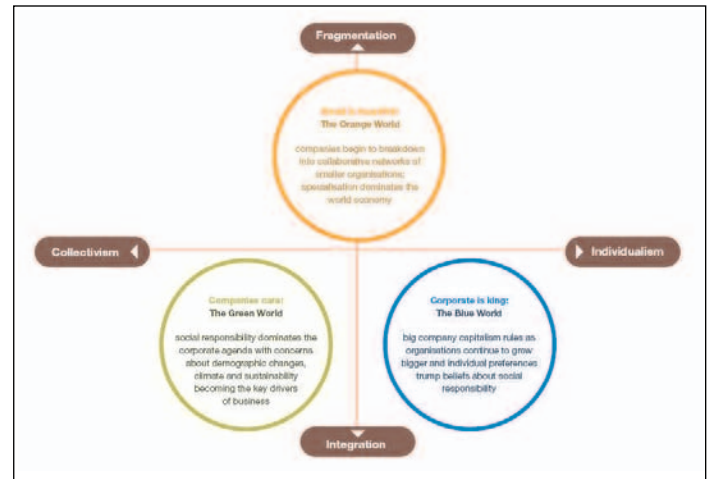 Fragmentation
The Orange World
companies begin to breakdown
into collaborative networks of
smaller organisations;
specialisation dominates the
world economy
Collectivism
Individualism
Companies care:
The Green World
social responsibility dominates the
corporate agenda with concerns
about demographic changes,
climate and sustainability
becoming the key drivers
of business
Corporate is king:
The Blue World
big company capitalism rules as
organisations continue to grow
bigger and individual preferences
trump beliefs about social
responsibility
Integration